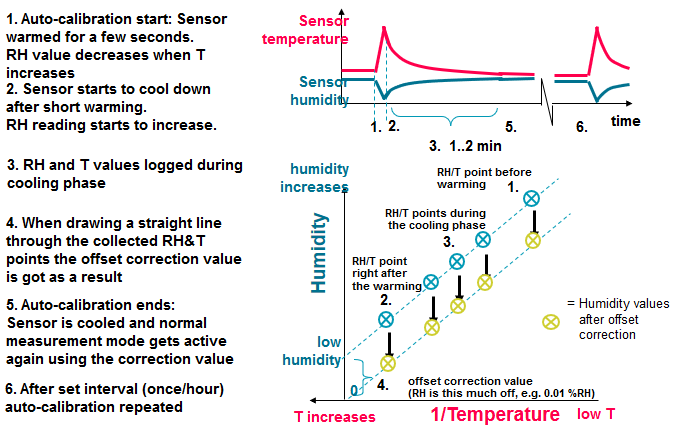 1. Auto-calibration start: Sensor
warmed for a few seconds.
RH value decreases when T
increases
2. Sensor starts to cool down
after short warming.
RH reading starts to increase.
3. RH and T values logged during
cooling phase
4. When drawing a straight line
through the collected RH&T
points the offset correction value
is got as a result
5. Auto-calibration ends:
Sensor is cooled and normal
measurement mode gets active
again using the correction value
6. After set interval (once/hour)
auto-calibration repeated
Sensor
temperature
Sensor
humidity
1. 2.
5.
6.
time
3. 1..2 min
humidity
increases
Humidity
low
humidity
RH/T point before
warming
1.
RH/T points during
the cooling phase
3.
RH/T point
right after
the warming
2.
= Humidity values
after offset
correction
0
4.
offset correction value
(RH is this much off, e.g. 0.01 %RH)
T increases
1/Temperature
low T